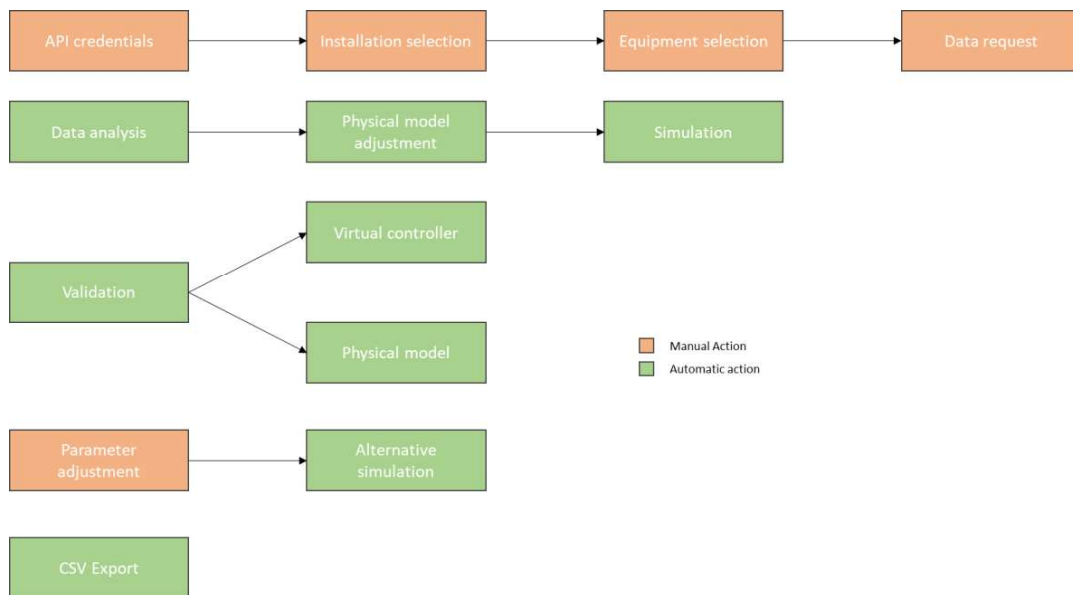 API credentials
Installation selection
Equipment selection
Data request
Data analysis
Physical model
adjustment
Simulation
Virtual controller
Validation
Physical model
Manual Action
Automatic action
Parameter
adjustment
Alternative
simulation
CSV Export